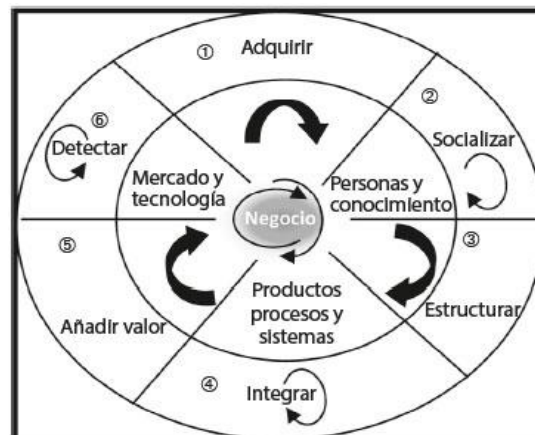 ① Adquirir
②
Socializar
③
Estructurar
④
Integrar
⑤
Añadir valor
⑥
Detectar
Mercado y
tecnología
Negocio
Personas y
conocimiento
Productos
procesos y
sistemas